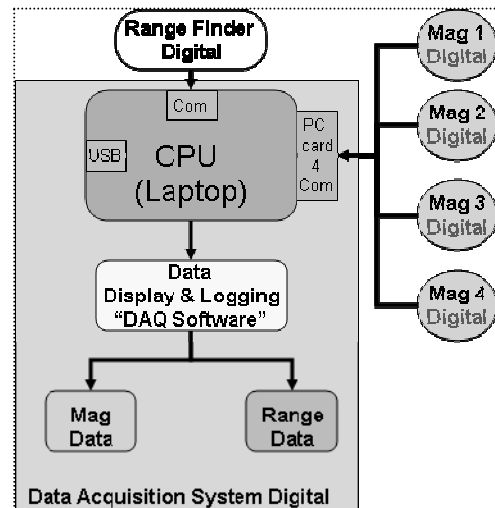 Range Finder
Digital
Com
USB
CPU
(Laptop)
PC
card
4
Com
Mag 1
Digital
Mag 2
Digital
Mag 3
Digital
Mag 4
Digital
Data
Display & Logging
“DAQ Software”
Mag
Data
Range
Data
Data Acquisition System Digital